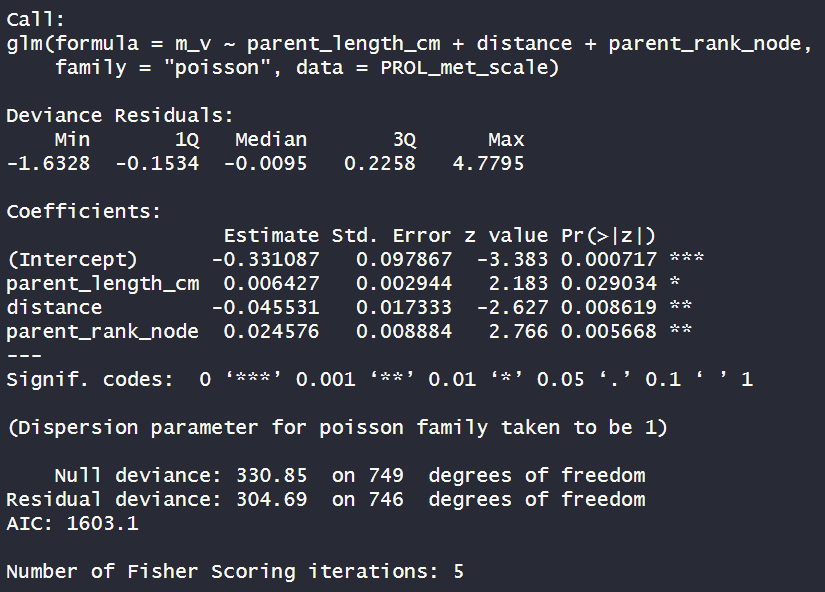 Call:
glm(formula = m_v ~ parent_length_cm + distance + parent_rank_node,
    family = "poisson", data = PROL_met_scale)

Deviance Residuals:
    Min       1Q   Median       3Q      Max
-1.6328  -0.1534  -0.0095   0.2258   4.7795

Coefficients:
                  Estimate Std. Error z value Pr(>|z|)
(Intercept)      -0.331087   0.097867  -3.383 0.000717 ***
parent_length_cm  0.006427   0.002944   2.183 0.029034 *
distance         -0.045531   0.017333  -2.627 0.008619 **
parent_rank_node  0.024576   0.008884   2.766 0.005668 **
---
Signif. codes:  0 ‘***’ 0.001 ‘**’ 0.01 ‘*’ 0.05 ‘.’ 0.1 ‘ ’ 1

(Dispersion parameter for poisson family taken to be 1)

    Null deviance: 330.85  on 749  degrees of freedom
Residual deviance: 304.69  on 746  degrees of freedom
AIC: 1603.1

Number of Fisher Scoring iterations: 5